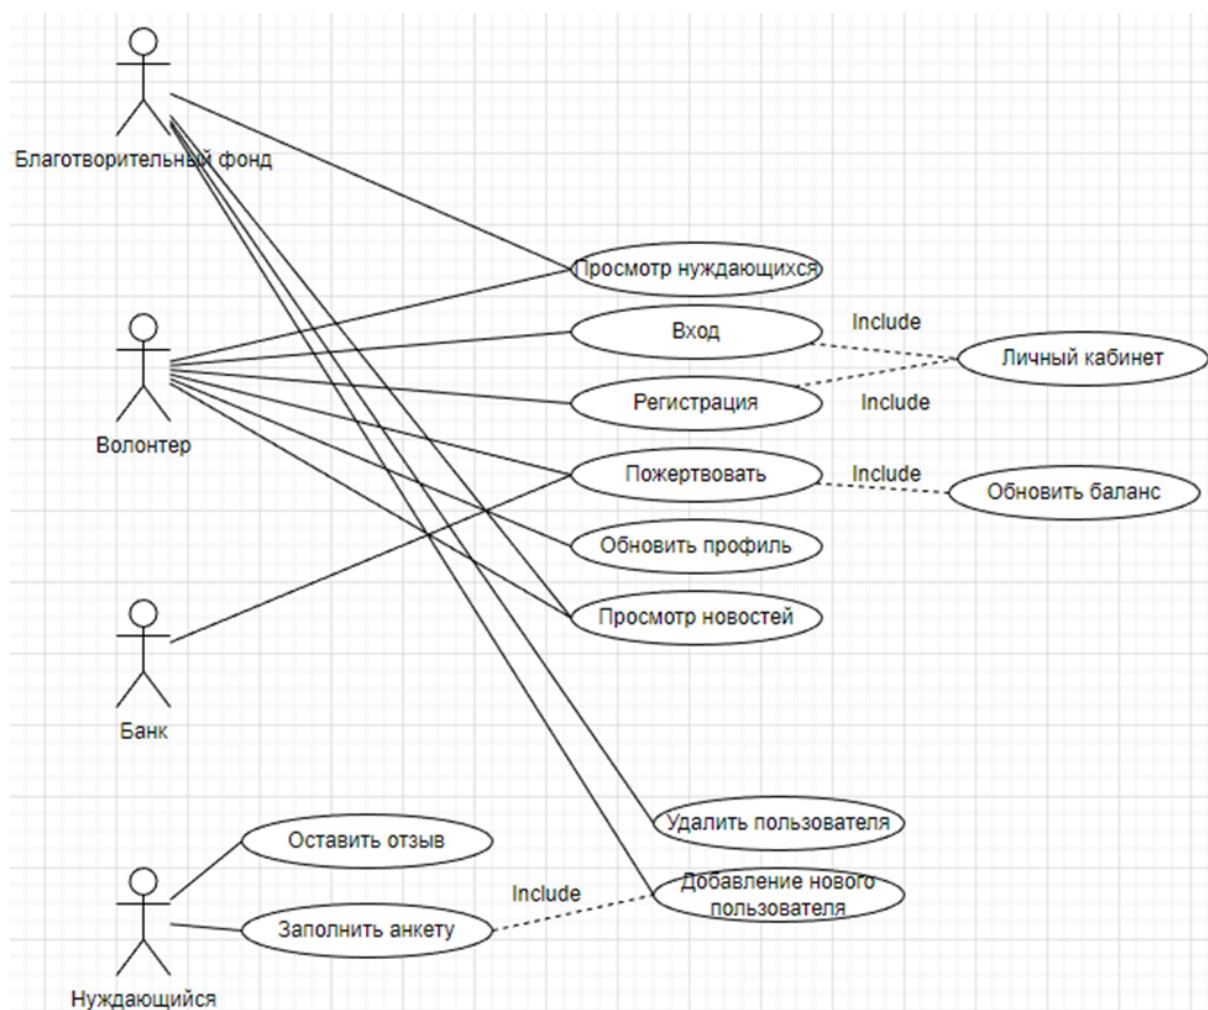 Благотворительный фонд
Просмотр нуждающихся
Вход
Include
Личный кабинет
Регистрация
Include
Волонтер
Пожертвовать
Include
Обновить баланс
Обновить профиль
Просмотр новостей
Банк
Удалить пользователя
Оставить отзыв
Добавление нового
пользователя
Include
Заполнить анкету
Нуждающийся